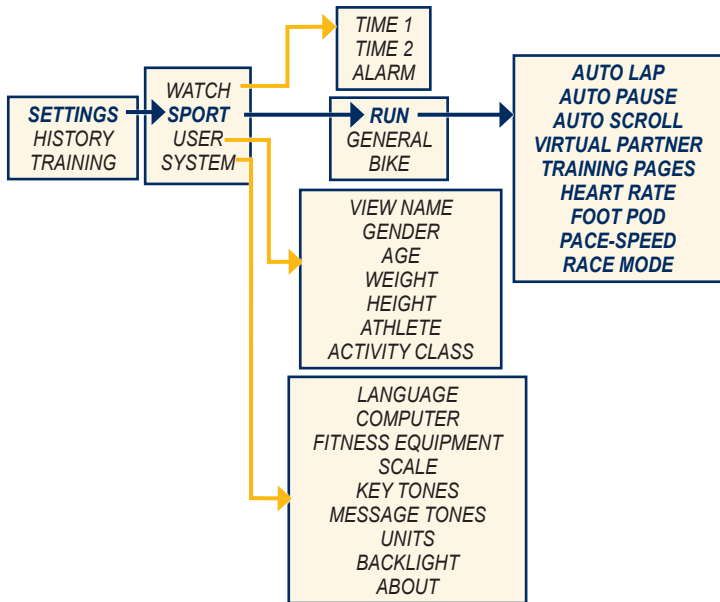 SETTINGS
HISTORY
TRAINING
WATCH
SPORT
USER
SYSTEM
TIME 1
TIME 2
ALARM
RUN
GENERAL
BIKE
AUTO LAP
AUTO PAUSE
AUTO SCROLL
VIRTUAL PARTNER
TRAINING PAGES
HEART RATE
FOOT POD
PACE-SPEED
RACE MODE
VIEW NAME
GENDER
AGE
WEIGHT
HEIGHT
ATHLETE
ACTIVITY CLASS
LANGUAGE
COMPUTER
FITNESS EQUIPMENT
SCALE
KEY TONES
MESSAGE TONES
UNITS
BACKLIGHT
ABOUT